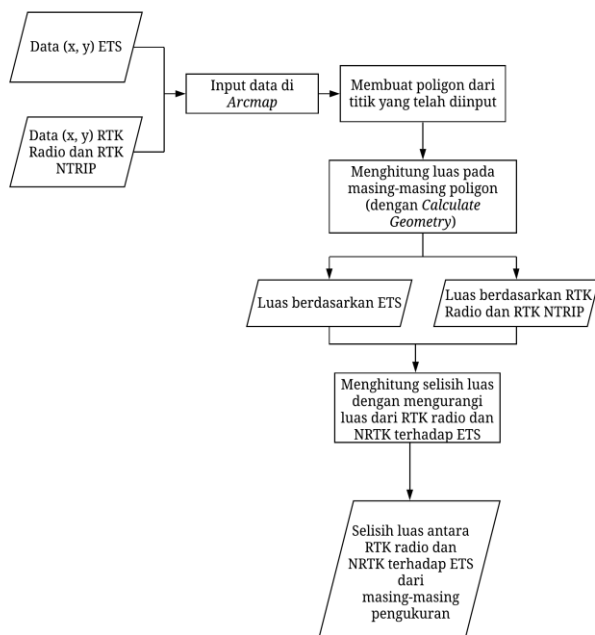 Data (x, y) ETS
Data (x, y) RTK
Radio dan RTK
NTRIP
Input data di
Arcmap
Membuat poligon dari
titik yang telah diinput
Menghitung luas pada
masing-masing poligon
(dengan Calculate
Geometry)
Luas berdasarkan ETS
Luas berdasarkan RTK
Radio dan RTK NTRIP
Menghitung selisih luas
dengan mengurangi
luas dari RTK radio dan
NRTK terhadap ETS
Selisih luas antara
RTK radio dan
NRTK terhadap ETS
dari
masing-masing
pengukuran